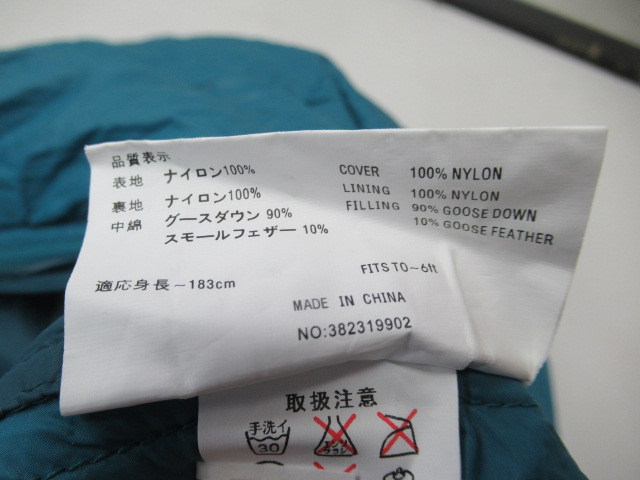 品質表示
表地 ナイロン100%
裏地 ナイロン100%
中綿 グースダウン 90%
スモールフェザー 10%
COVER 100% NYLON
LINING 100% NYLON
FILLING 90% GOOSE DOWN
10% GOOSE FEATHER
適応身長～183cm
FITS TO～6ft
MADE IN CHINA
NO:382319902
取扱注意
手洗イ
30